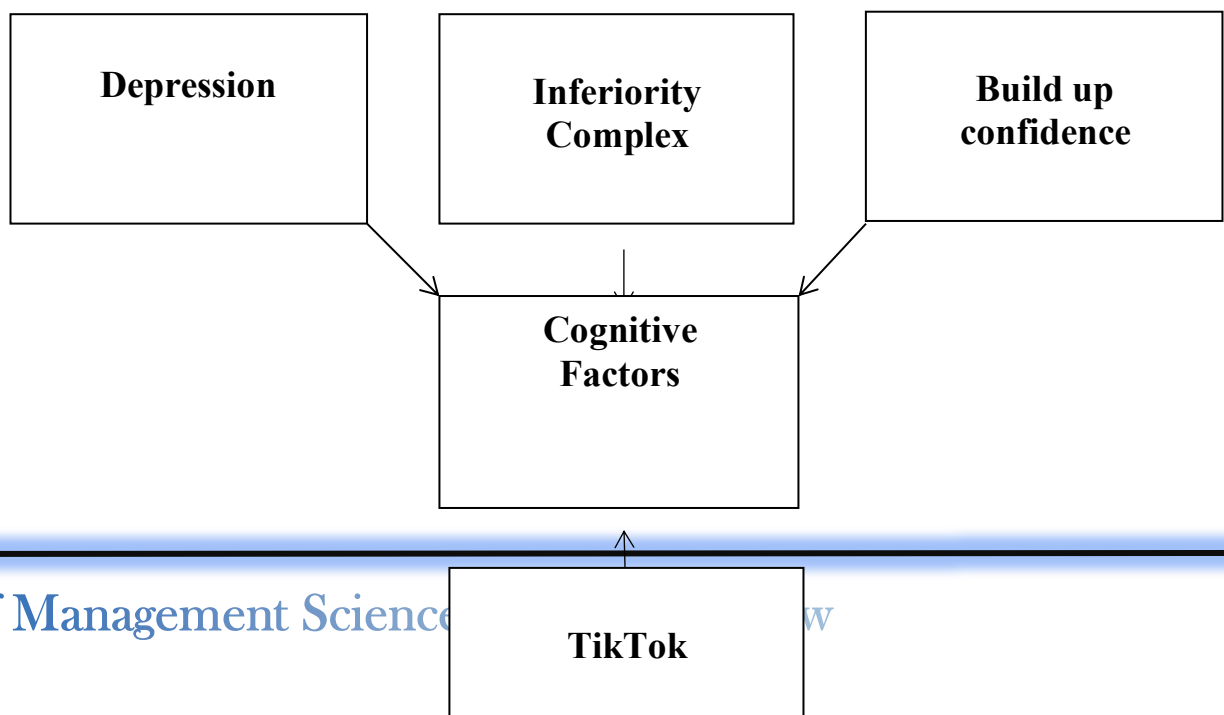 Depression
Inferiority
Complex
Build up
confidence
Cognitive
Factors
Management Science
TikTok